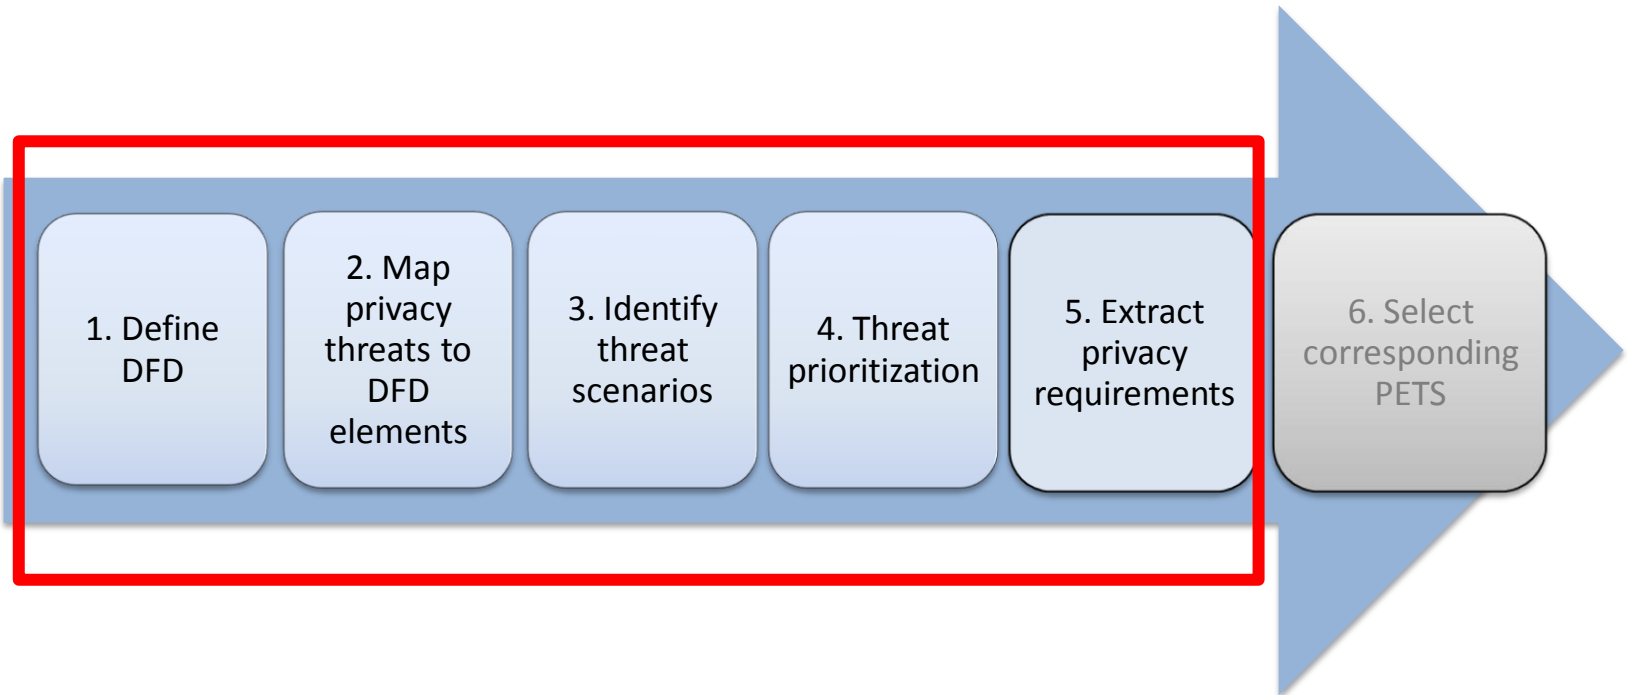 1. Define
DFD
2. Map
privacy
threats to
DFD
elements
3. Identify
threat
scenarios
4. Threat
prioritization
5. Extract
privacy
requirements
6. Select
corresponding
PETS